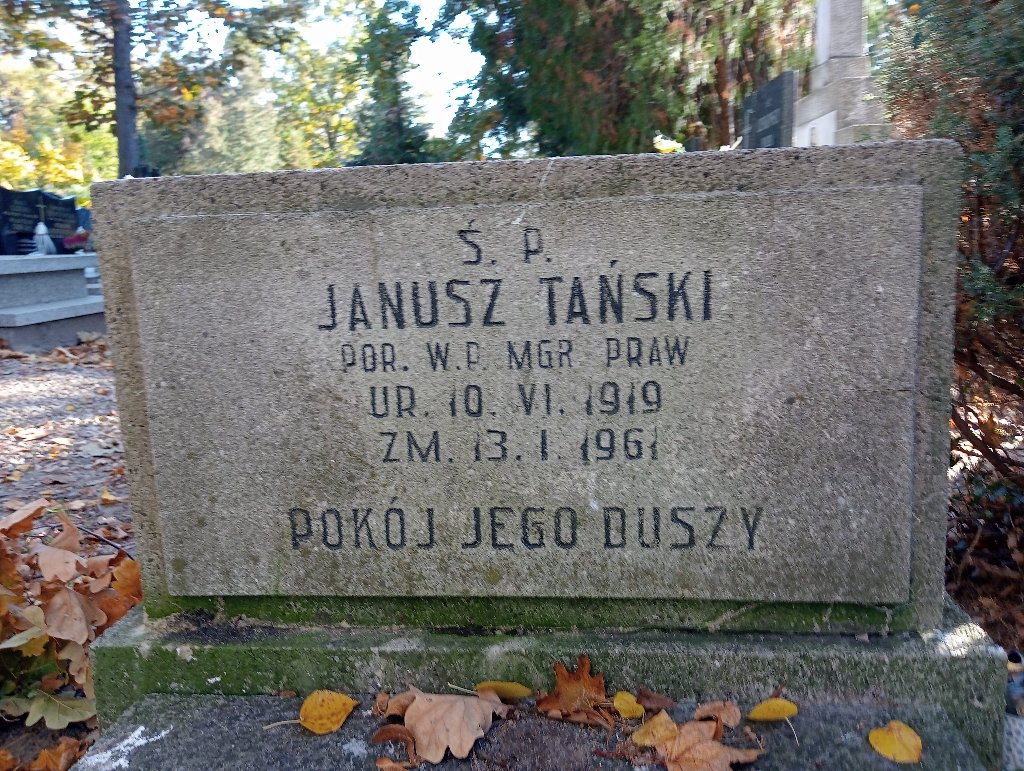 Ś. P.
JANUSZ TAŃSKI
POR. W.P. MGR PRAW
UR. 10. VI. 1919
ZM. 13. I. 1961
POKÓJ JEGO DUSZY